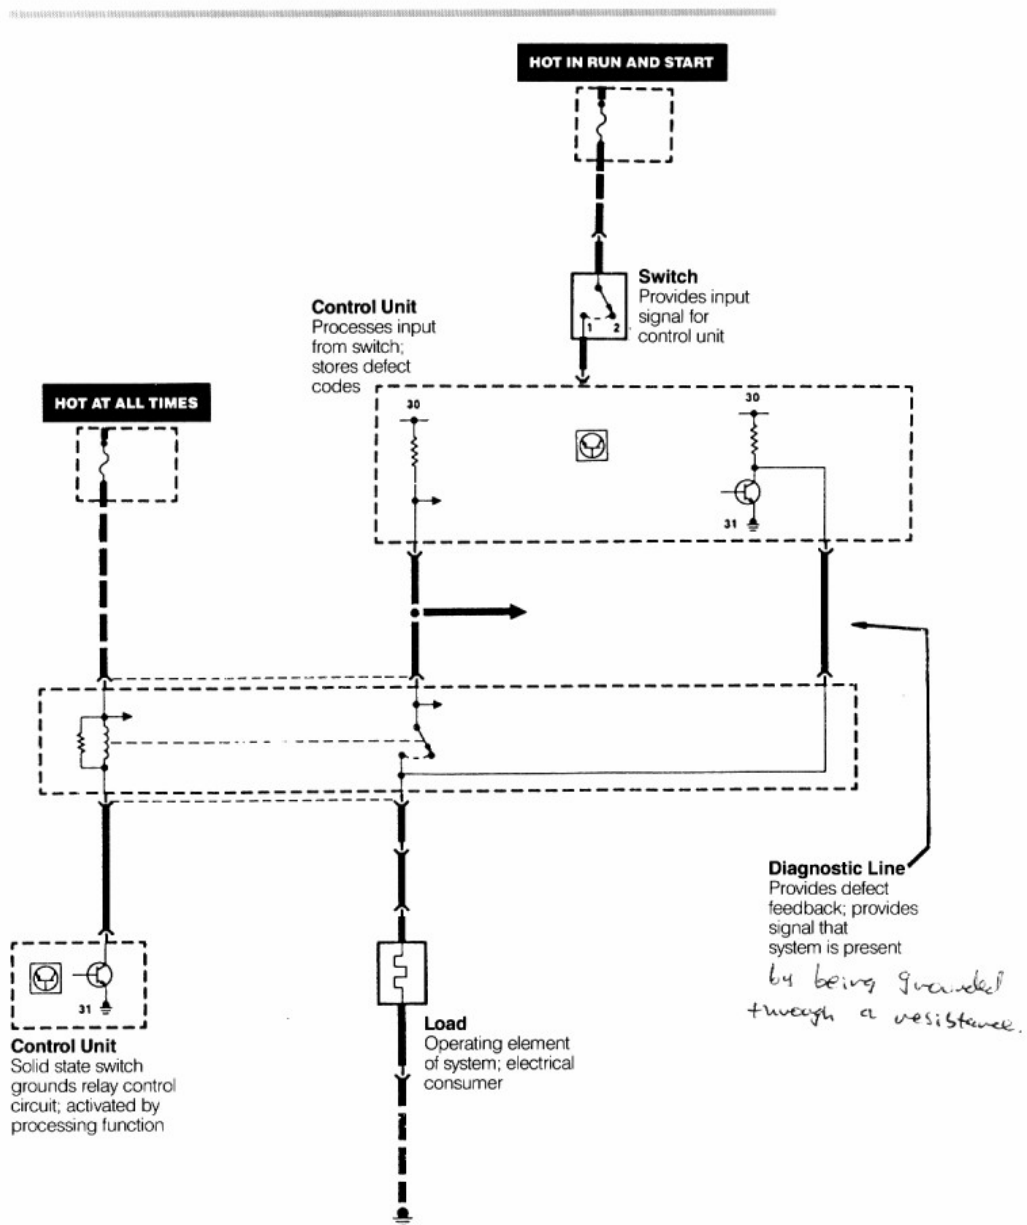 HOT IN RUN AND START
Switch
Provides input
signal for
control unit
1 2
Control Unit
Processes input
from switch;
stores defect
codes
HOT AT ALL TIMES
30
30
31
Diagnostic Line
Provides defect
feedback; provides
signal that
system is present
by being grounded
through a resistance.
31
Control Unit
Solid state switch
grounds relay control
circuit; activated by
processing function
Load
Operating element
of system; electrical
consumer